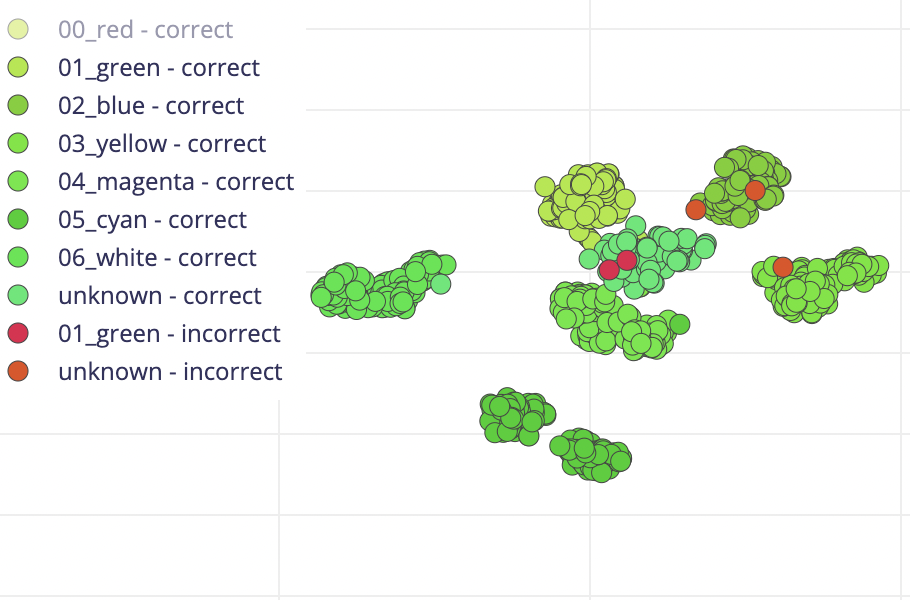 00_red - correct
01_green - correct
02_blue - correct
03_yellow - correct
04_magenta - correct
05_cyan - correct
06_white - correct
unknown - correct
01_green - incorrect
unknown - incorrect